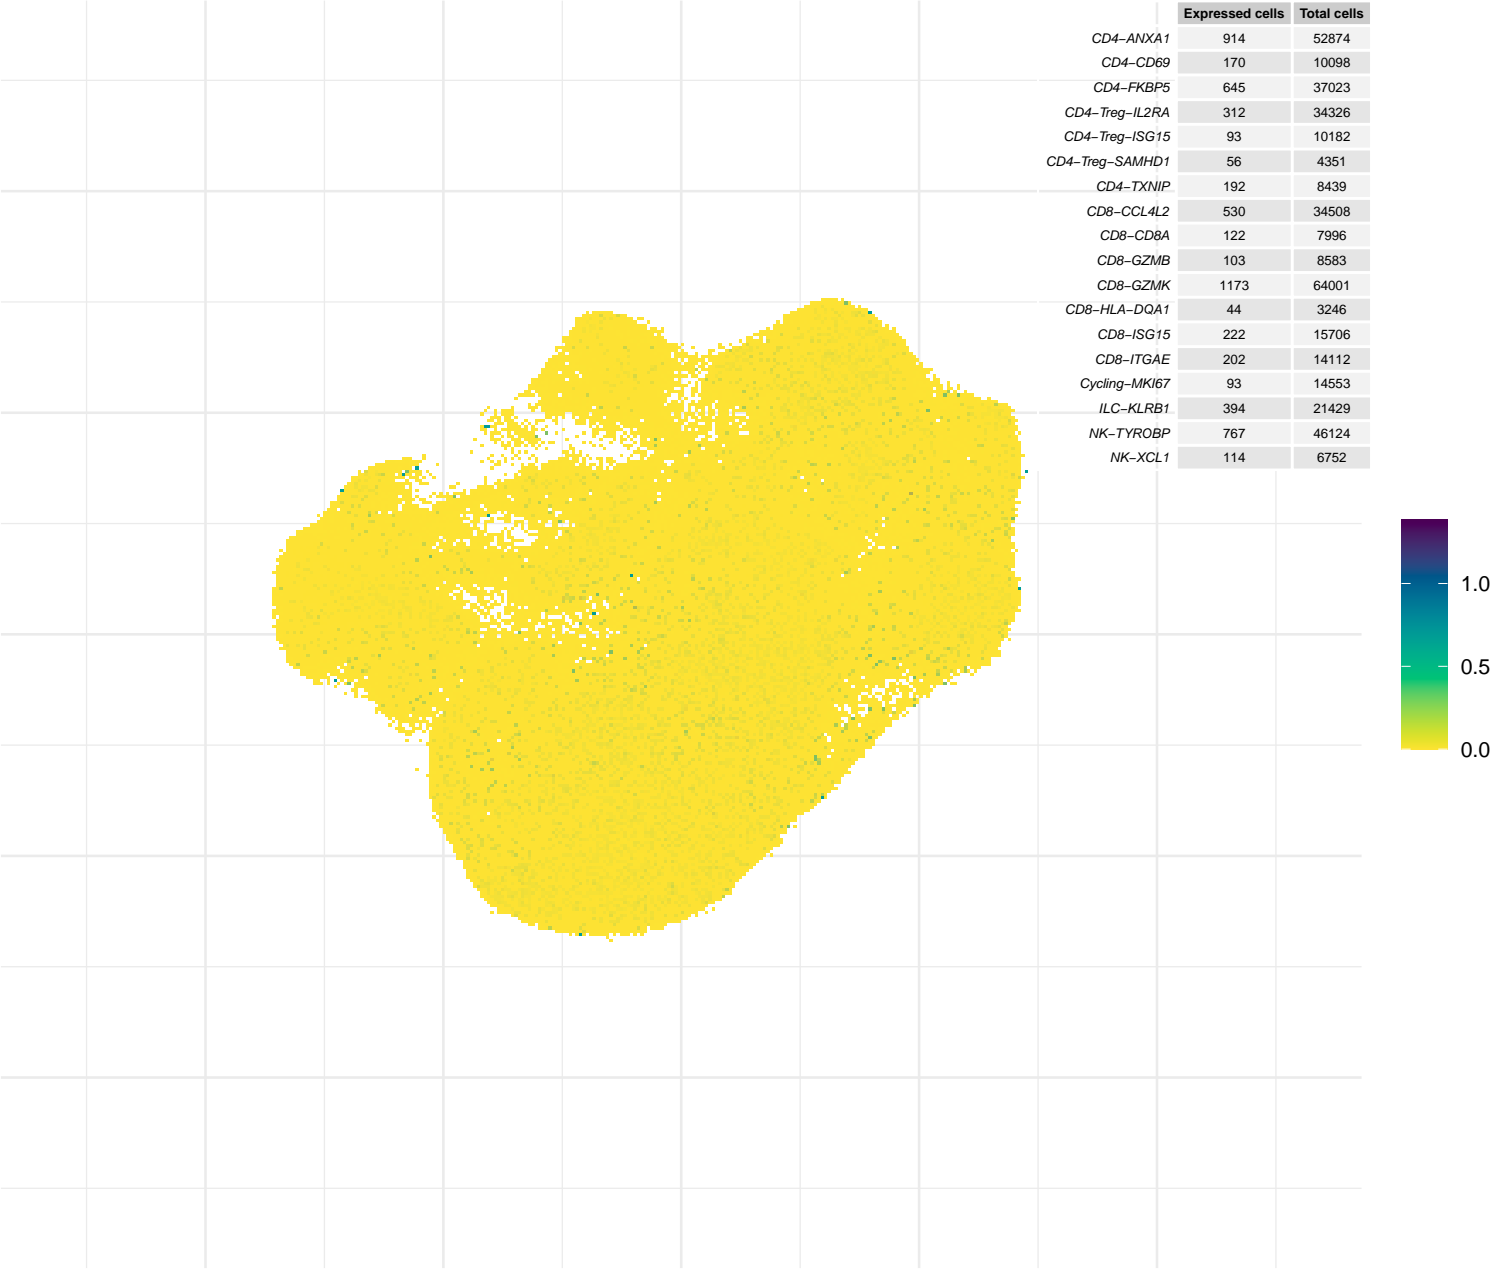 Expressed cells Total cells
CD4−ANXA1 914 52874
CD4−CD69 170 10098
CD4−FKBP5 645 37023
CD4−Treg−IL2RA 312 34326
CD4−Treg−ISG15 93 10182
CD4−Treg−SAMHD1 56 4351
CD4−TXNIP 192 8439
CD8−CCL4L2 530 34508
CD8−CD8A 122 7996
CD8−GZMB 103 8583
CD8−GZMK 1173 64001
CD8−HLA−DQA1 44 3246
CD8−ISG15 222 15706
CD8−ITGAE 202 14112
Cycling−MKI67 93 14553
ILC−KLRB1 394 21429
NK−TYROBP 767 46124
NK−XCL1 114 6752
1.0
0.5
0.0